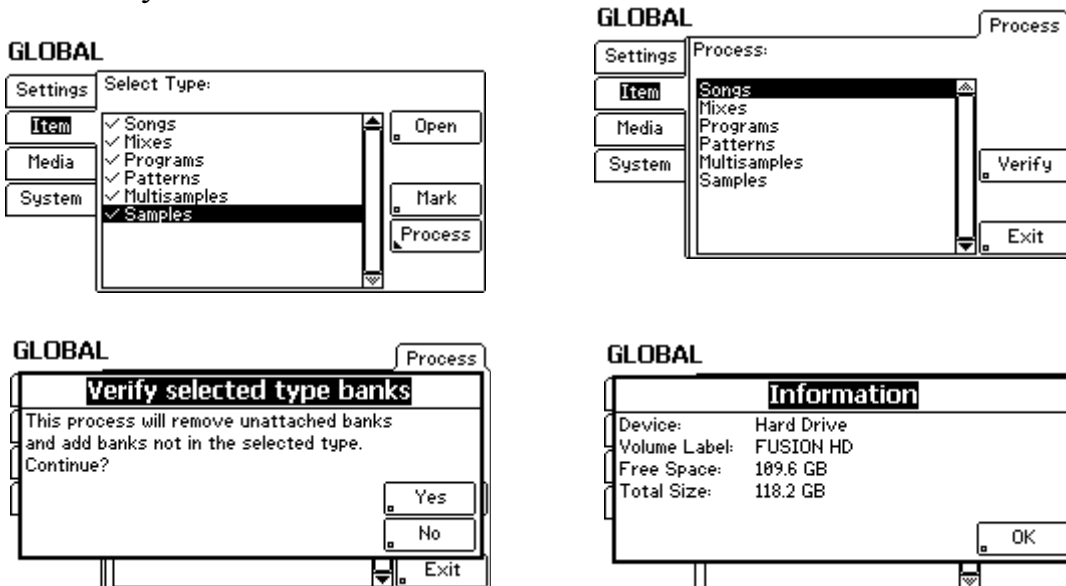 GLOBAL
Settings
Item
Media
System
Select Type:
✓ Songs
✓ Mixes
✓ Programs
✓ Patterns
✓ Multisamples
✓ Samples
Open
Mark
Process
GLOBAL
Process
Settings
Item
Media
System
Process:
Songs
Mixes
Programs
Patterns
Multisamples
Samples
Verify
Exit
GLOBAL
Process
Verify selected type banks
This process will remove unattached banks
and add banks not in the selected type.
Continue?
Yes
No
Exit
GLOBAL
Information
Device: Hard Drive
Volume Label: FUSION HD
Free Space: 109.6 GB
Total Size: 118.2 GB
OK